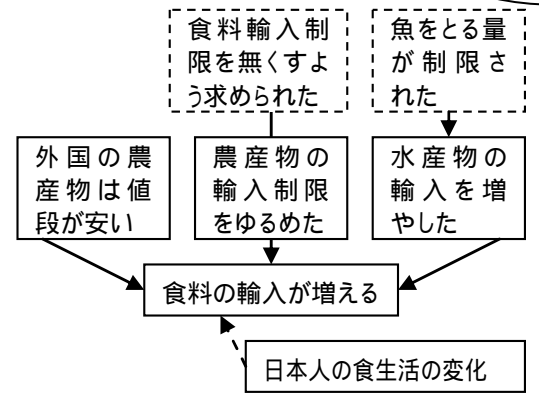 食料輸入制
限を無くすよ
う求められた
魚をとる量
が制限さ
れた
外国の農
産物は値
段が安い
農産物の
輸入制限
をゆるめた
水産物の
輸入を増
やした
食料の輸入が増える
日本人の食生活の変化